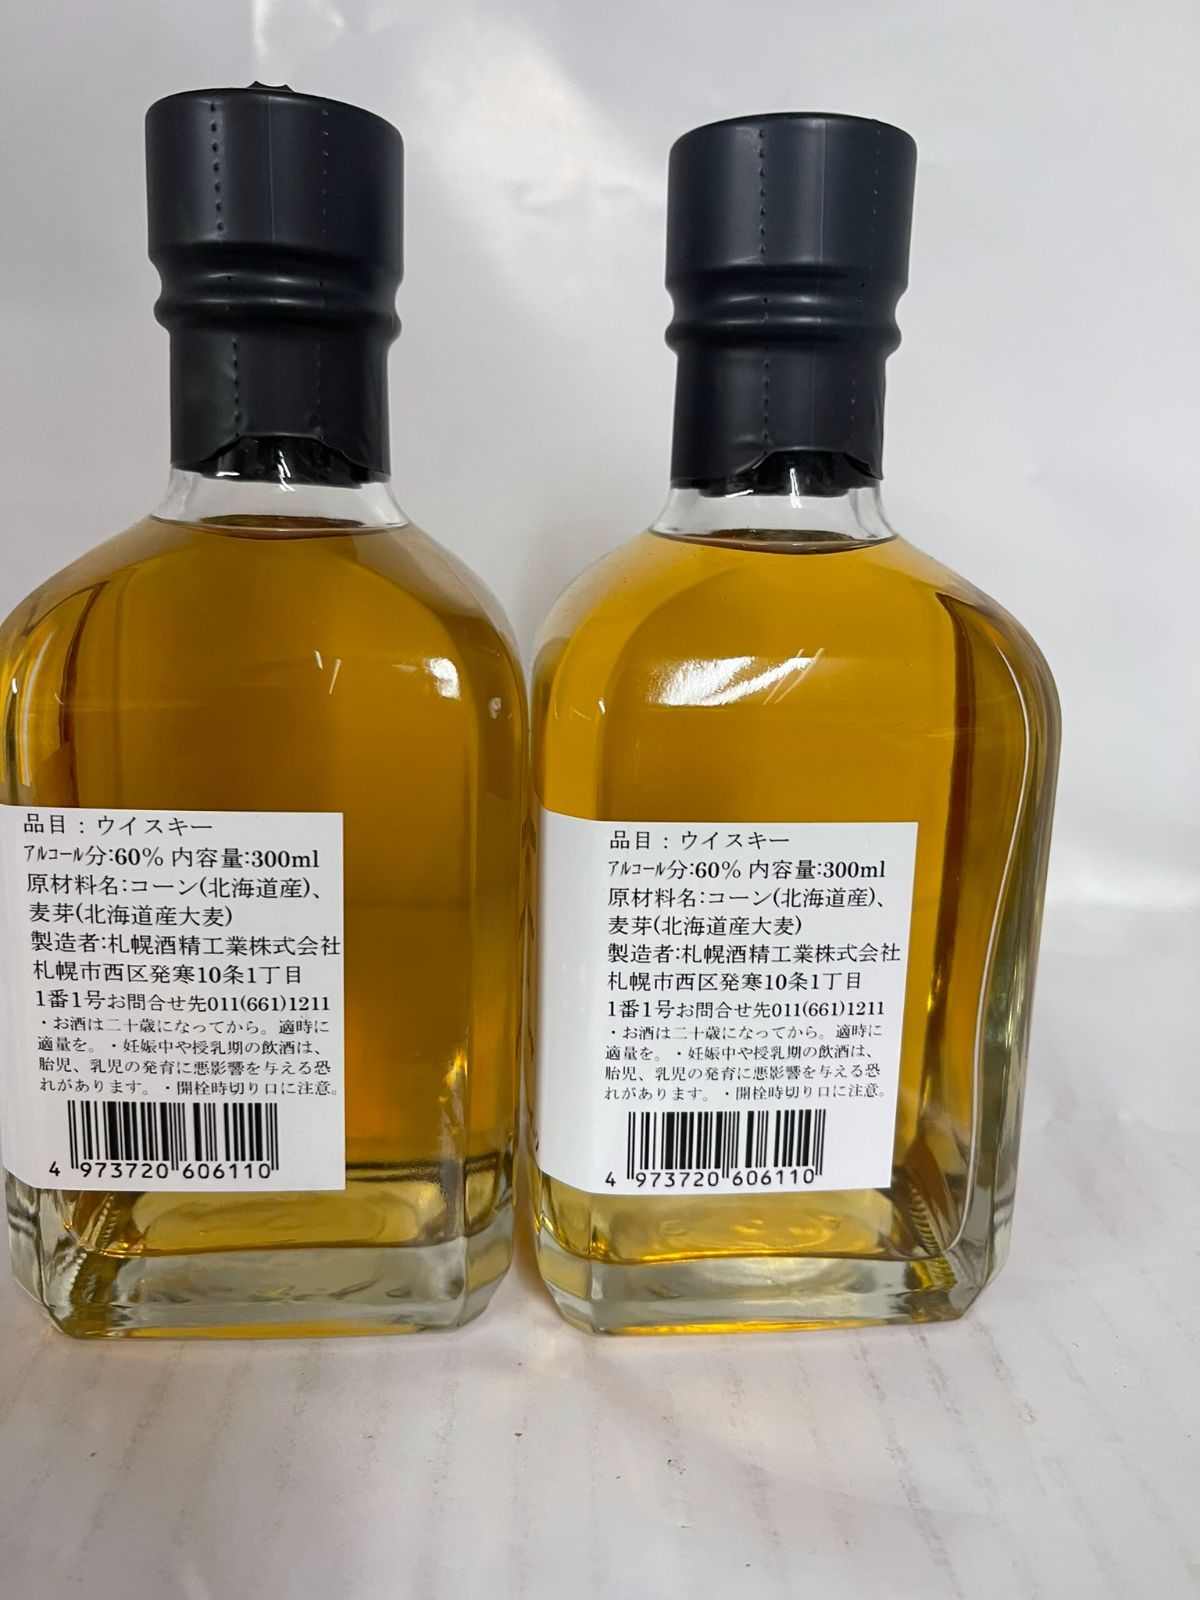 品目：ウイスキー
ｱﾙｺｰﾙ分:60% 内容量:300ml
原材料名:コーン(北海道産)、
麦芽(北海道産大麦)
製造者:札幌酒精工業株式会社
札幌市西区発寒10条1丁目
1番1号お問合せ先011(661)1211
・お酒は二十歳になってから。適時に
適量を。・妊娠中や授乳期の飲酒は、
胎児、乳児の発育に悪影響を与える恐
れがあります。・開栓時切り口に注意。
4 973720 606110
品目：ウイスキー
ｱﾙｺｰﾙ分:60% 内容量:300ml
原材料名:コーン(北海道産)、
麦芽(北海道産大麦)
製造者:札幌酒精工業株式会社
札幌市西区発寒10条1丁目
1番1号お問合せ先011(661)1211
・お酒は二十歳になってから。適時に
適量を。・妊娠中や授乳期の飲酒は、
胎児、乳児の発育に悪影響を与える恐
れがあります。・開栓時切り口に注意。
4 973720 606110